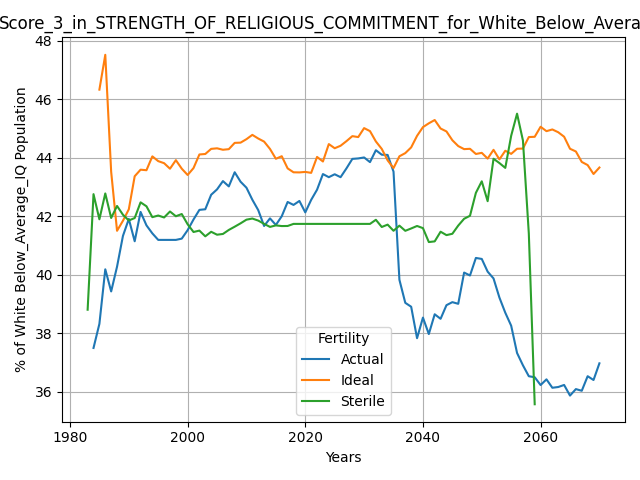 Score_3_in_STRENGTH_OF_RELIGIOUS_COMMITMENT_for_White_Below_Avera
48
46
44
42
40
38
36
% of White Below_Average_IQ Population
Fertility
Actual
Ideal
Sterile
1980
2000
2020
2040
2060
Years